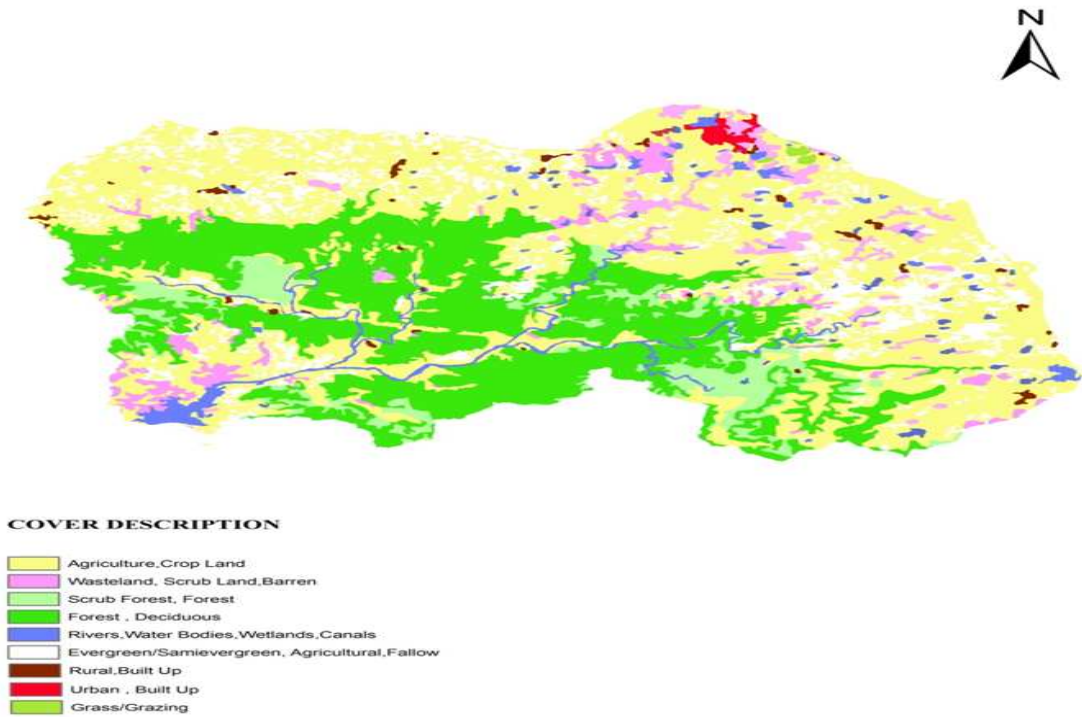 N
COVER DESCRIPTION
Agriculture,Crop Land
Wasteland, Scrub Land,Barren
Scrub Forest, Forest
Forest , Deciduous
Rivers,Water Bodies,Wetlands,Canals
Evergreen/Samievergreen, Agricultural,Fallow
Rural,Built Up
Urban , Built Up
Grass/Grazing